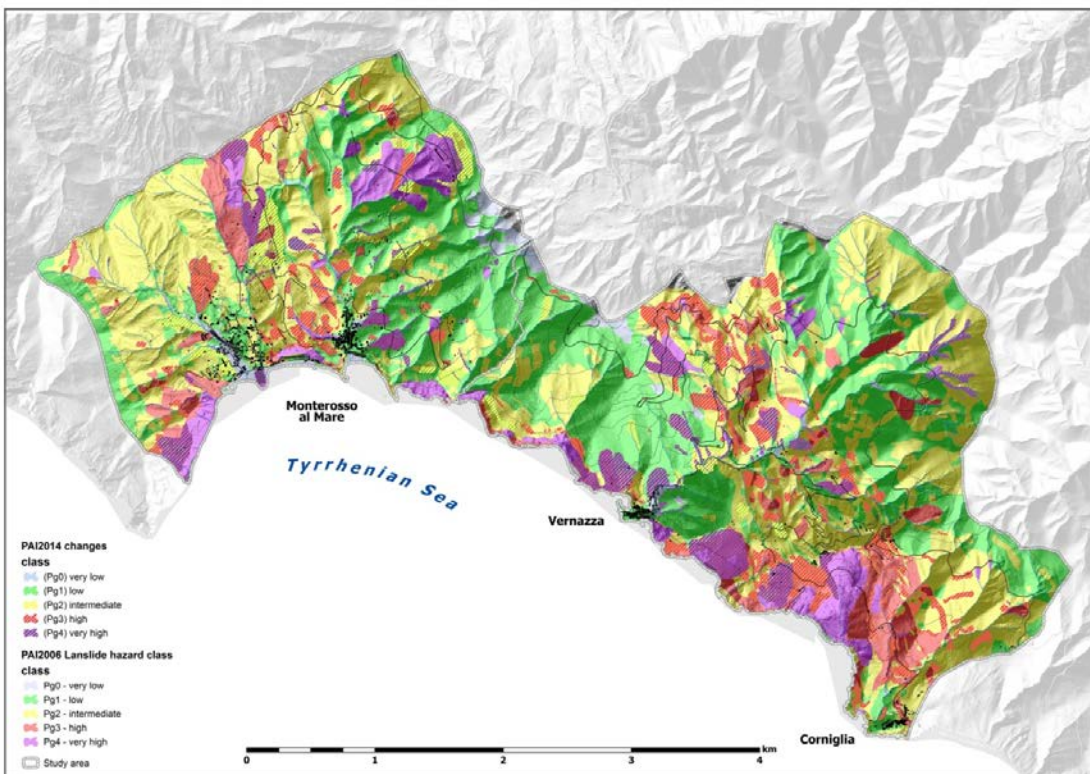 Monterosso
al Mare
Tyrrhenian Sea
Vernazza
Corniglia
PAI2014 changes
class
(Pg0) very low
(Pg1) low
(Pg2) intermediate
(Pg3) high
(Pg4) very high
PAI2006 Lanslide hazard class
class
Pg0 - very low
Pg1 - low
Pg2 - intermediate
Pg3 - high
Pg4 - very high
Study area
km
0 1 2 3 4